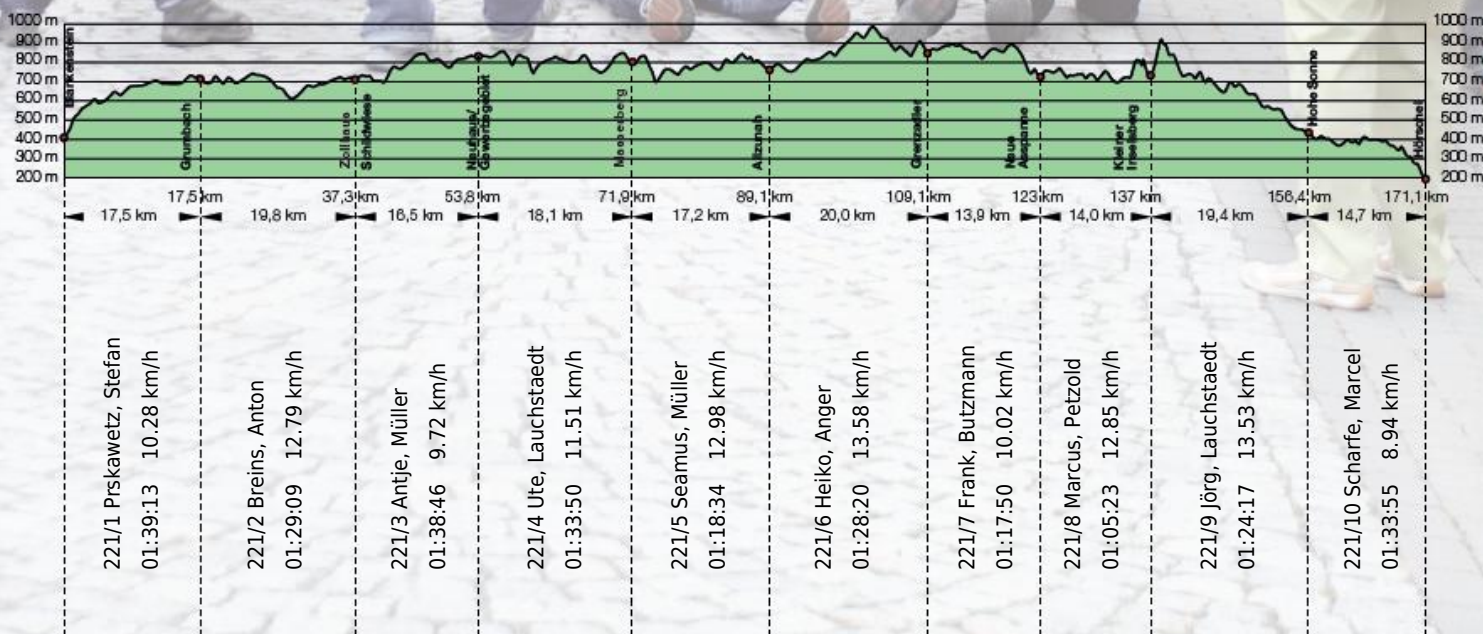 1000 m
900 m
800 m
700 m
600 m
500 m
400 m
300 m
200 m
1000 m
900 m
800 m
700 m
600 m
500 m
400 m
300 m
200 m
Grumbach
Zollhaus
Schildwiese
Neuhaus/
Masserberg
Allzunah
Grenzadler
Neue
Ausspanne
Kleiner
Inselsberg
Hohe Sonne
Hörschel
17,5 km
37,3 km
53,8 km
71,9 km
89,1 km
109,1 km
123 km
137 km
156,4 km
171,1 km
17,5 km
19,8 km
16,5 km
18,1 km
17,2 km
20,0 km
13,9 km
14,0 km
19,4 km
14,7 km
221/1 Prskawetz, Stefan
01:39:13 10.28 km/h
221/2 Breins, Anton
01:29:09 12.79 km/h
221/3 Antje, Müller
01:38:46 9.72 km/h
221/4 Ute, Lauchstaedt
01:33:50 11.51 km/h
221/5 Seamus, Müller
01:18:34 12.98 km/h
221/6 Heiko, Anger
01:28:20 13.58 km/h
221/7 Frank, Butzmann
01:17:50 10.02 km/h
221/8 Marcus, Petzold
01:05:23 12.85 km/h
221/9 Jörg, Lauchstaedt
01:24:17 13.53 km/h
221/10 Scharfe, Marcel
01:33:55 8.94 km/h